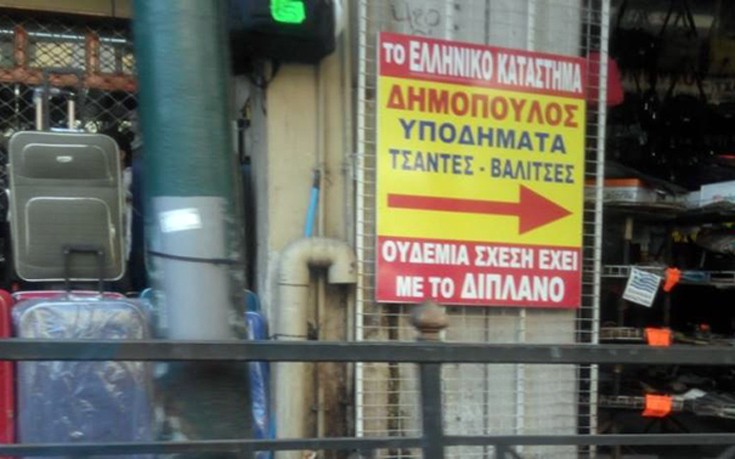 το ΕΛΛΗΝΙΚΟ ΚΑΤΑΣΤΗΜΑ
ΔΗΜΟΠΟΥΛΟΣ
ΥΠΟΔΗΜΑΤΑ
ΤΣΑΝΤΕΣ - ΒΑΛΙΤΣΕΣ
ΟΥΔΕΜΙΑ ΣΧΕΣΗ ΕΧΕΙ
ΜΕ ΤΟ ΔΙΠΛΑΝΟ